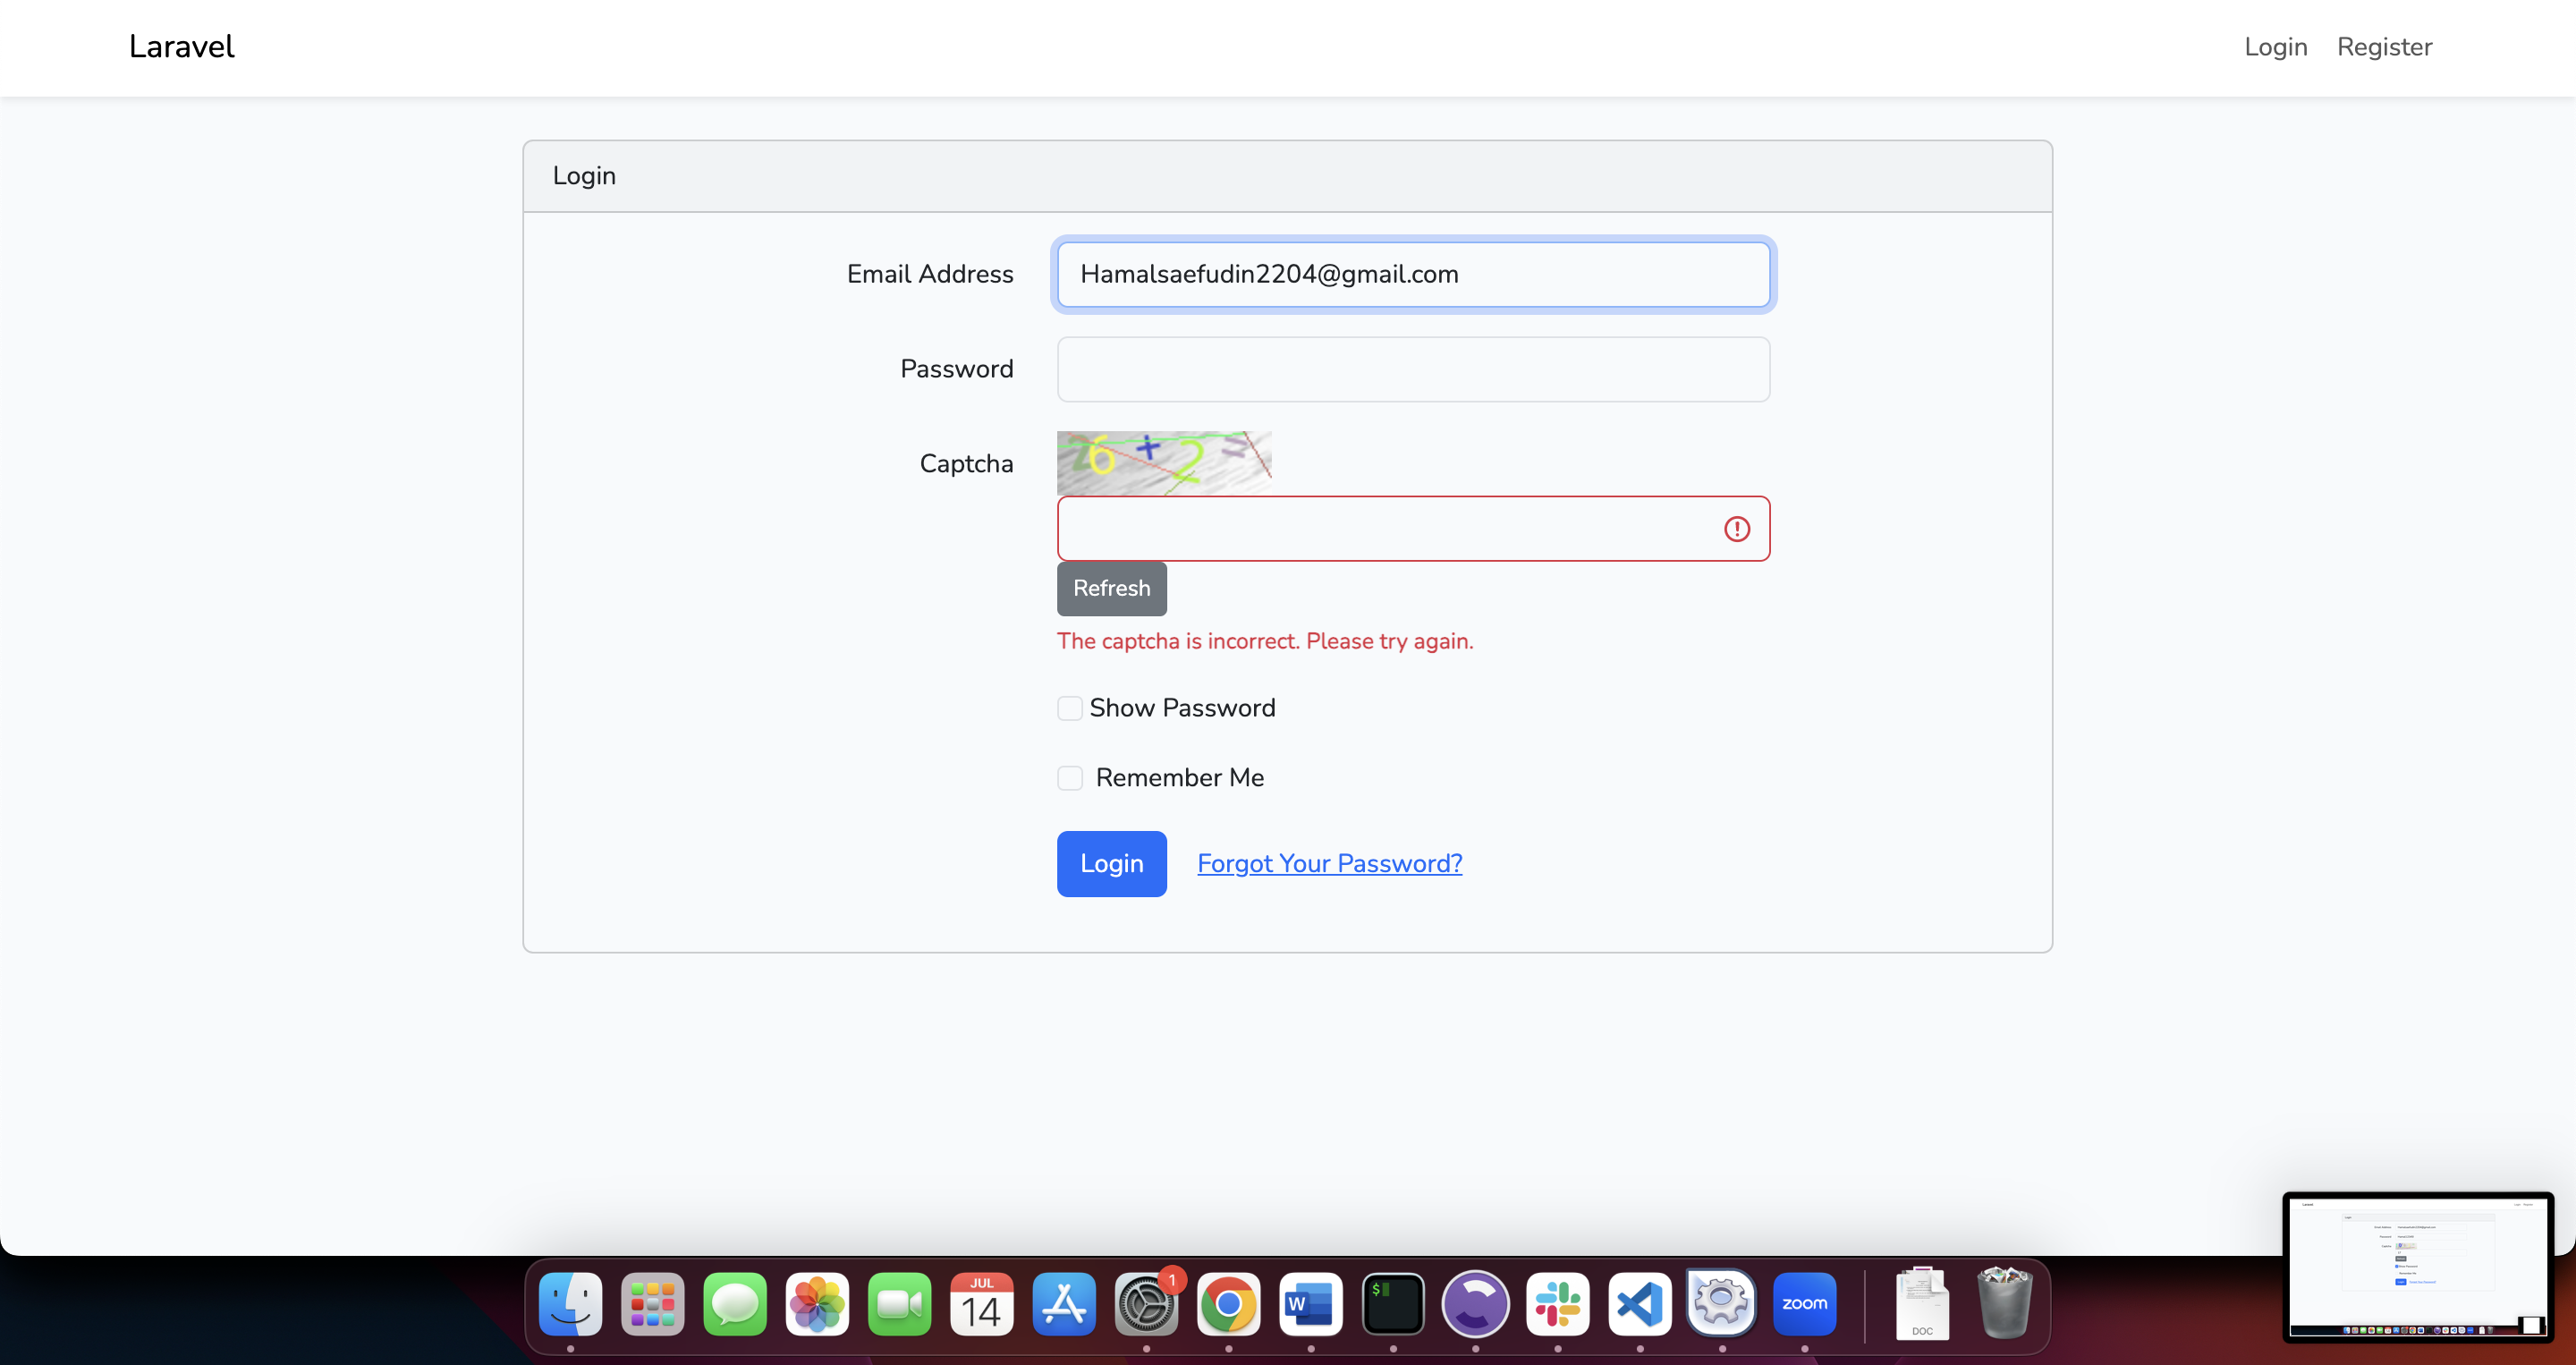 Laravel
Login Register
Login
Email Address Hamalsaefudin2204@gmail.com
Password
Captcha 26 + 2 =
Refresh
The captcha is incorrect. Please try again.
Show Password
Remember Me
Login Forgot Your Password?
1
JUL
14
W
$
zoom
DOC